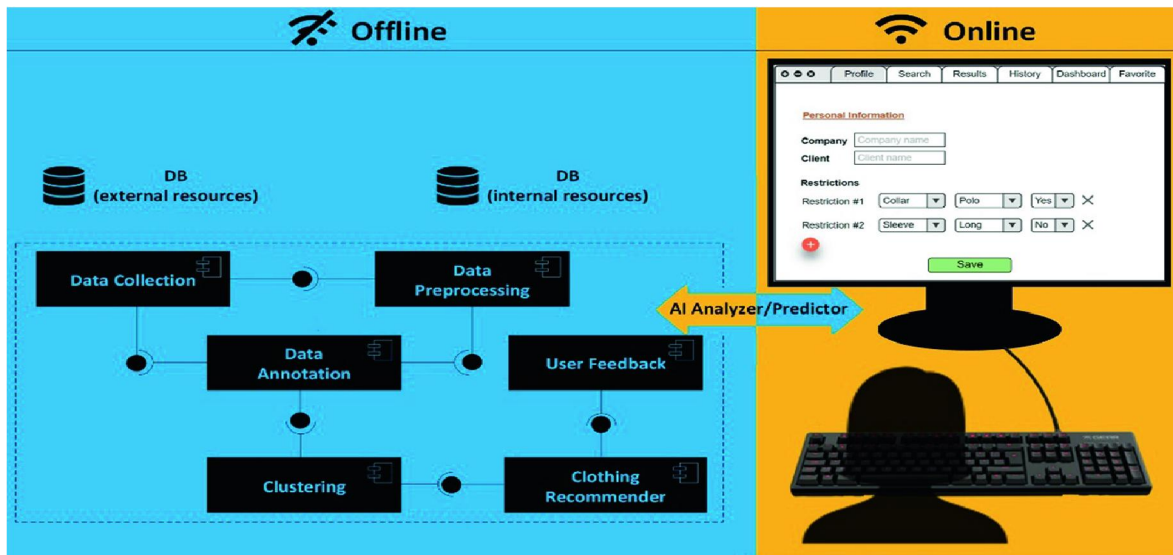 Offline
Online
Profile Search Results History Dashboard Favorite
Personal Information
Company Company name
Client Client name
Restrictions
Restriction #1 Collar Polo Yes
Restriction #2 Sleeve Long No
Save
DB
(external resources)
DB
(internal resources)
Data Collection
Data
Preprocessing
AI Analyzer/Predictor
Data
Annotation
User Feedback
Clustering
Clothing
Recommender